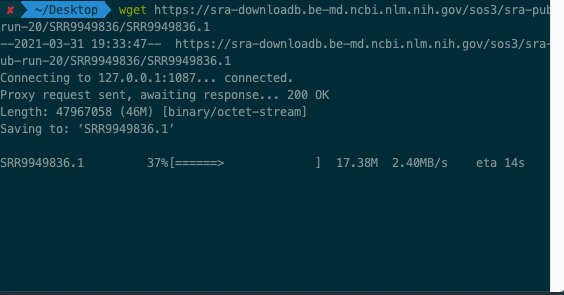 ✘ ~/Desktop wget https://sra-downloadb.be-md.ncbi.nlm.nih.gov/sos3/sra-pub
run-20/SRR9949836/SRR9949836.1
--2021-03-31 19:33:47-- https://sra-downloadb.be-md.ncbi.nlm.nih.gov/sos3/sra-
ub-run-20/SRR9949836/SRR9949836.1
Connecting to 127.0.0.1:1087... connected.
Proxy request sent, awaiting response... 200 OK
Length: 47967058 (46M) [binary/octet-stream]
Saving to: ‘SRR9949836.1’
SRR9949836.1 37%[======> ] 17.38M 2.40MB/s eta 14s